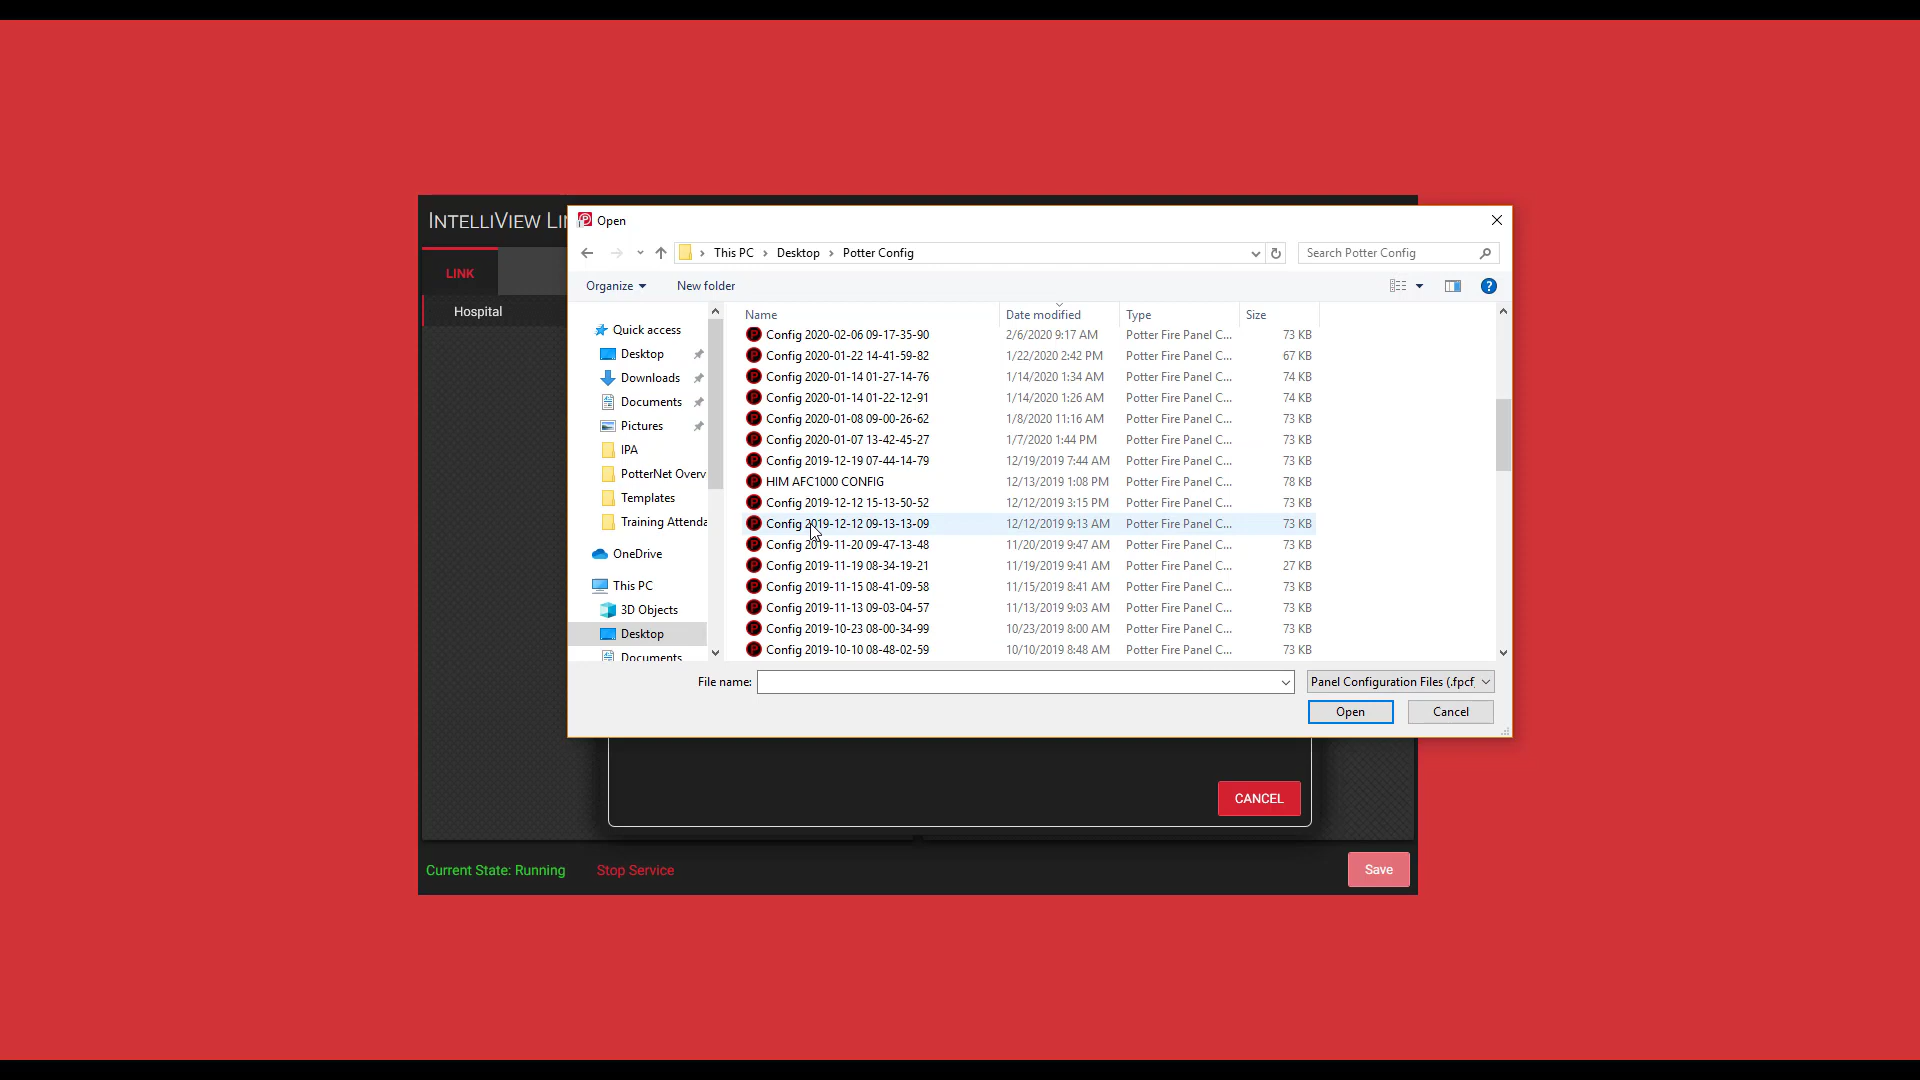 INTELLIVIEW LI
Open
This PC > Desktop > Potter Config
Search Potter Config
Organize
New folder
LINK
Hospital
Quick access
Desktop
Downloads
Documents
Pictures
IPA
PotterNet Overv
Templates
Training Attenda
OneDrive
This PC
3D Objects
Desktop
Documents
Name Date modified Type Size
Config 2020-02-06 09-17-35-90 2/6/2020 9:17 AM Potter Fire Panel C... 73 KB
Config 2020-01-22 14-41-59-82 1/22/2020 2:42 PM Potter Fire Panel C... 67 KB
Config 2020-01-14 01-27-14-76 1/14/2020 1:34 AM Potter Fire Panel C... 74 KB
Config 2020-01-14 01-22-12-91 1/14/2020 1:26 AM Potter Fire Panel C... 74 KB
Config 2020-01-08 09-00-26-62 1/8/2020 11:16 AM Potter Fire Panel C... 73 KB
Config 2020-01-07 13-42-45-27 1/7/2020 1:44 PM Potter Fire Panel C... 73 KB
Config 2019-12-19 07-44-14-79 12/19/2019 7:44 AM Potter Fire Panel C... 73 KB
HIM AFC1000 CONFIG 12/13/2019 1:08 PM Potter Fire Panel C... 78 KB
Config 2019-12-12 15-13-50-52 12/12/2019 3:15 PM Potter Fire Panel C... 73 KB
Config 2019-12-12 09-13-13-09 12/12/2019 9:13 AM Potter Fire Panel C... 73 KB
Config 2019-11-20 09-47-13-48 11/20/2019 9:47 AM Potter Fire Panel C... 73 KB
Config 2019-11-19 08-34-19-21 11/19/2019 9:41 AM Potter Fire Panel C... 27 KB
Config 2019-11-15 08-41-09-58 11/15/2019 8:41 AM Potter Fire Panel C... 73 KB
Config 2019-11-13 09-03-04-57 11/13/2019 9:03 AM Potter Fire Panel C... 73 KB
Config 2019-10-23 08-00-34-99 10/23/2019 8:00 AM Potter Fire Panel C... 73 KB
Config 2019-10-10 08-48-02-59 10/10/2019 8:48 AM Potter Fire Panel C... 73 KB
File name:
Panel Configuration Files (.fpcf
Open
Cancel
CANCEL
Current State: Running
Stop Service
Save